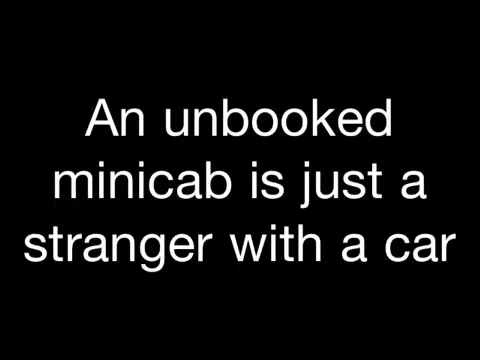 An unbooked
minicab is just a
stranger with a car